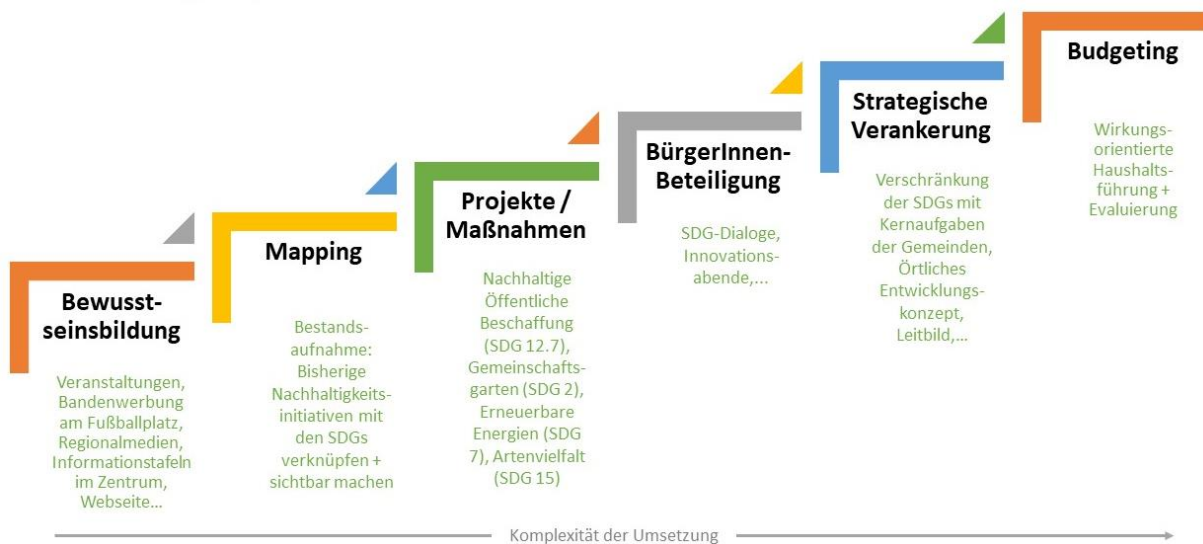 Bewusst-
seinsbildung
Veranstaltungen,
Bandenwerbung
am Fußballplatz,
Regionalmedien,
Informationstafeln
im Zentrum,
Webseite…
Mapping
Bestands-
aufnahme:
Bisherige
Nachhaltigkeits-
initiativen mit
den SDGs
verknüpfen +
sichtbar machen
Projekte /
Maßnahmen
Nachhaltige
Öffentliche
Beschaffung
(SDG 12.7),
Gemeinschafts-
garten (SDG 2),
Erneuerbare
Energien (SDG
7), Artenvielfalt
(SDG 15)
BürgerInnen-
Beteiligung
SDG-Dialoge,
Innovations-
abende,...
Strategische
Verankerung
Verschränkung
der SDGs mit
Kernaufgaben
der Gemeinden,
Örtliches
Entwicklungs-
konzept,
Leitbild,…
Budgeting
Wirkungs-
orientierte
Haushalts-
führung +
Evaluierung
Komplexität der Umsetzung